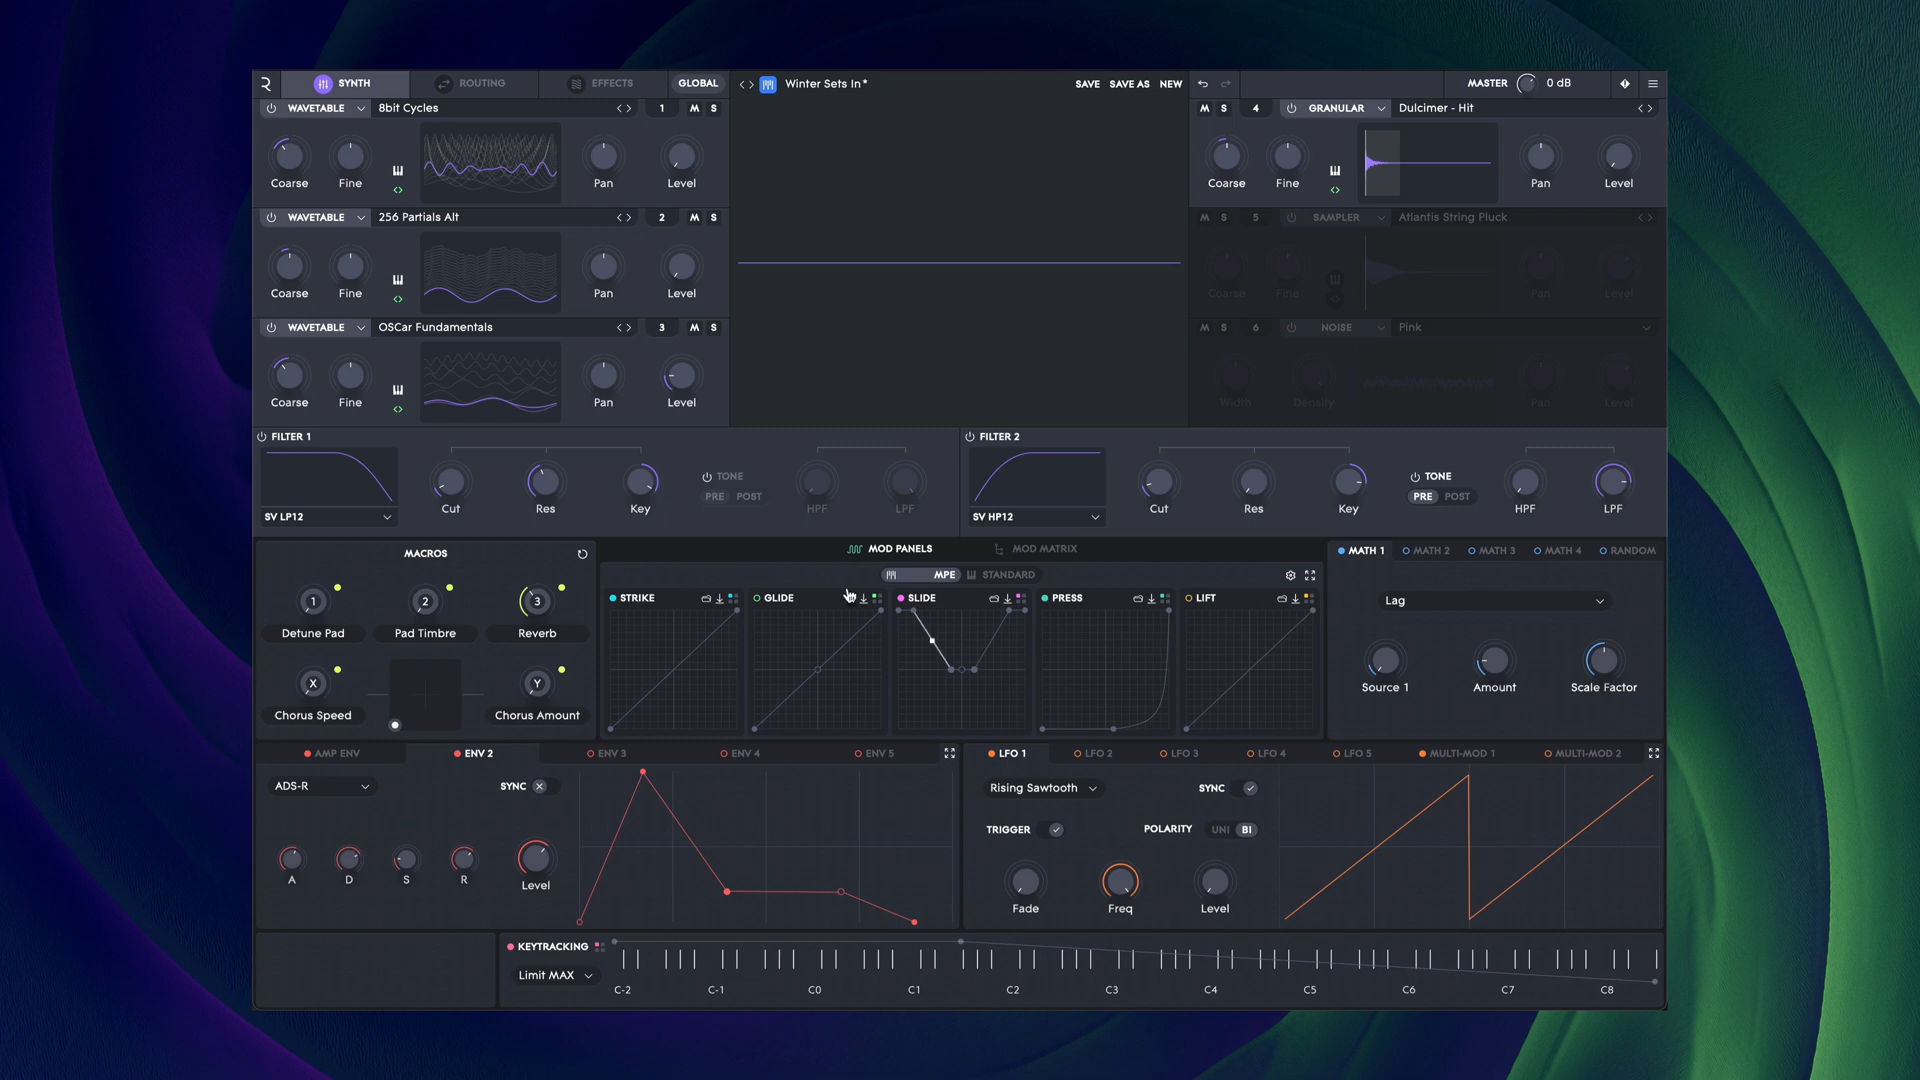 SYNTH ROUTING EFFECTS GLOBAL Winter Sets In* SAVE SAVE AS NEW MASTER 0 dB
WAVETABLE 8bit Cycles 1 M S
Coarse Fine Pan Level
WAVETABLE 256 Partials Alt 2 M S
Coarse Fine Pan Level
WAVETABLE OSCar Fundamentals 3 M S
Coarse Fine Pan Level
M S 4 GRANULAR Dulcimer - Hit
Coarse Fine Pan Level
M S 5 SAMPLER Atlantis String Pluck
Coarse Fine Pan Level
M S 6 NOISE Pink
Width Density Pan Level
FILTER 1
SV LP12
Cut Res Key
TONE
PRE POST
HPF LPF
FILTER 2
SV HP12
Cut Res Key
TONE
PRE POST
HPF LPF
MACROS
1 2 3
Detune Pad Pad Timbre Reverb
X Y
Chorus Speed Chorus Amount
MOD PANELS MOD MATRIX
MPE STANDARD
STRIKE GLIDE SLIDE PRESS LIFT
MATH 1 MATH 2 MATH 3 MATH 4 RANDOM
Lag
Source 1 Amount Scale Factor
AMP ENV ENV 2 ENV 3 ENV 4 ENV 5
ADS-R SYNC
A D S R Level
LFO 1 LFO 2 LFO 3 LFO 4 LFO 5 MULTI-MOD 1 MULTI-MOD 2
Rising Sawtooth SYNC
TRIGGER POLARITY UNI BI
Fade Freq Level
KEYTRACKING
Limit MAX
C-2 C-1 C0 C1 C2 C3 C4 C5 C6 C7 C8